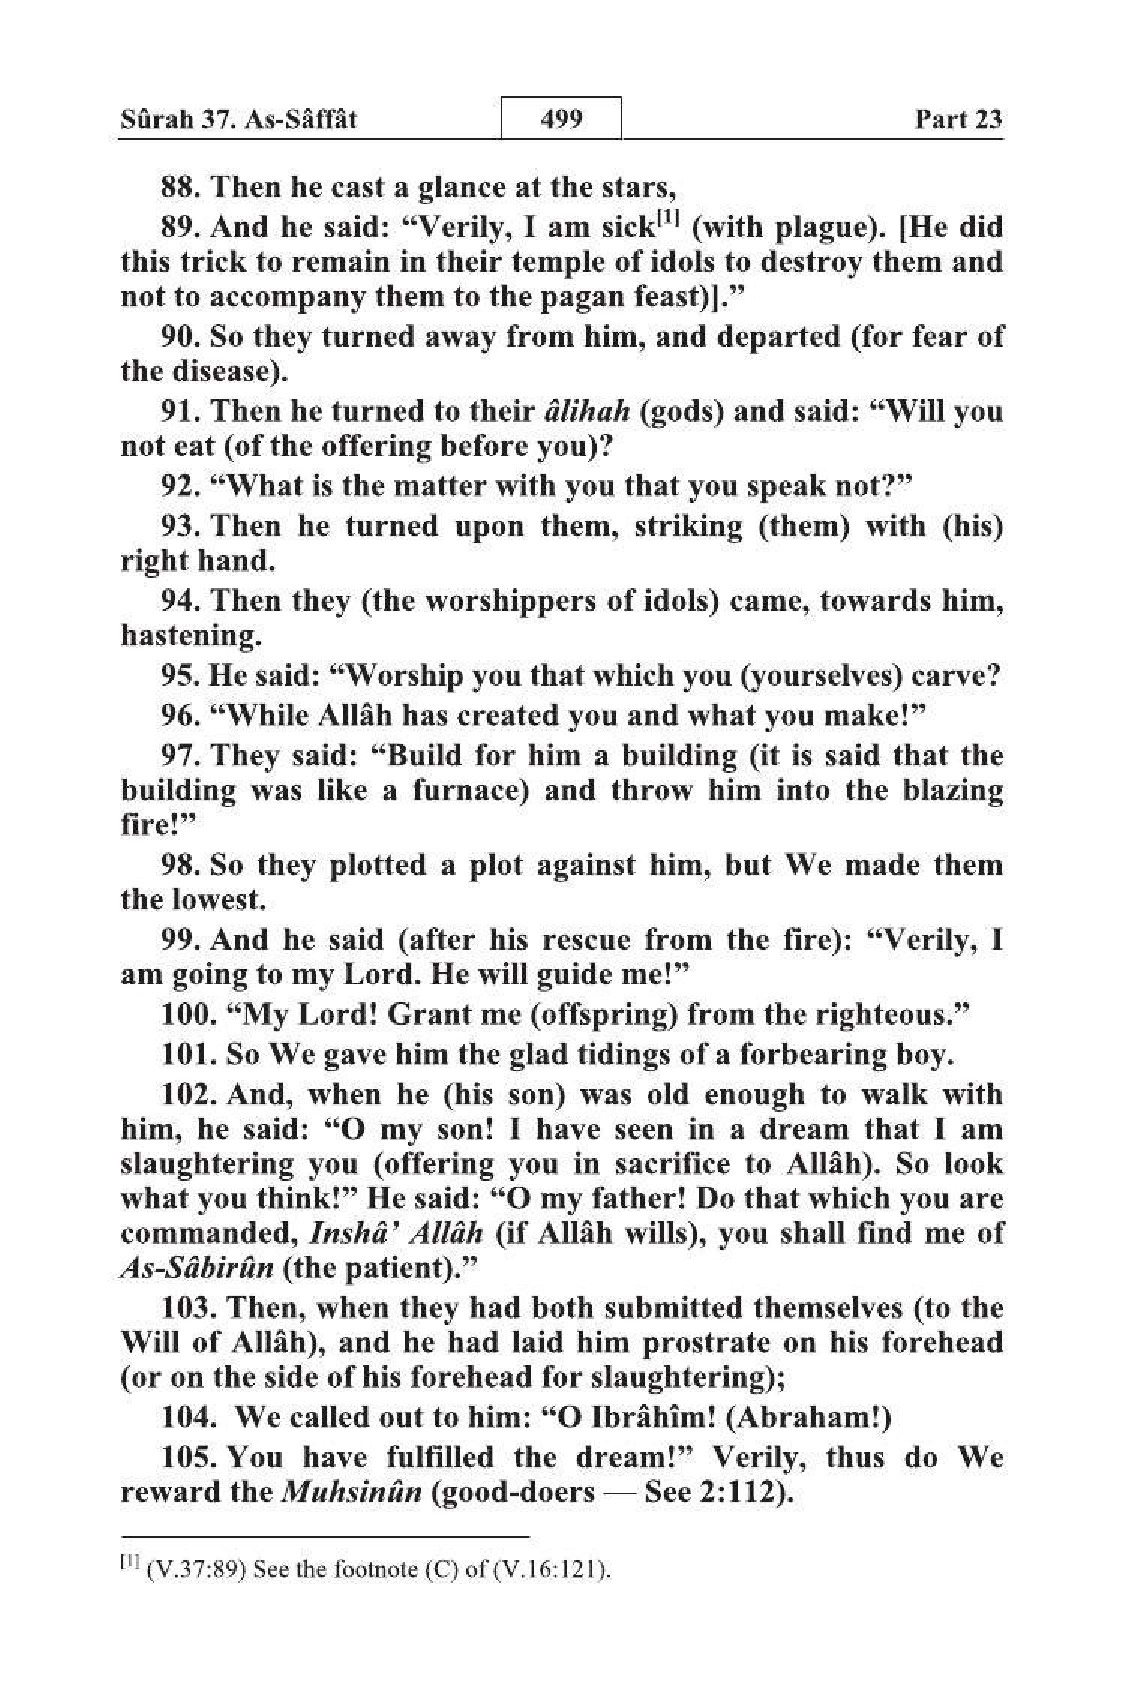 Sûrah 37. As-Sâffât 499 Part 23
88. Then he cast a glance at the stars,
89. And he said: “Verily, I am sick[1] (with plague). [He did
this trick to remain in their temple of idols to destroy them and
not to accompany them to the pagan feast)].”
90. So they turned away from him, and departed (for fear of
the disease).
91. Then he turned to their âlihah (gods) and said: “Will you
not eat (of the offering before you)?
92. “What is the matter with you that you speak not?”
93. Then he turned upon them, striking (them) with (his)
right hand.
94. Then they (the worshippers of idols) came, towards him,
hastening.
95. He said: “Worship you that which you (yourselves) carve?
96. “While Allâh has created you and what you make!”
97. They said: “Build for him a building (it is said that the
building was like a furnace) and throw him into the blazing
fire!”
98. So they plotted a plot against him, but We made them
the lowest.
99. And he said (after his rescue from the fire): “Verily, I
am going to my Lord. He will guide me!”
100. “My Lord! Grant me (offspring) from the righteous.”
101. So We gave him the glad tidings of a forbearing boy.
102. And, when he (his son) was old enough to walk with
him, he said: “O my son! I have seen in a dream that I am
slaughtering you (offering you in sacrifice to Allâh). So look
what you think!” He said: “O my father! Do that which you are
commanded, Inshâ’ Allâh (if Allâh wills), you shall find me of
As-Sâbirûn (the patient).”
103. Then, when they had both submitted themselves (to the
Will of Allâh), and he had laid him prostrate on his forehead
(or on the side of his forehead for slaughtering);
104. We called out to him: “O Ibrâhîm! (Abraham!)
105. You have fulfilled the dream!” Verily, thus do We
reward the Muhsinûn (good-doers — See 2:112).
[1] (V.37:89) See the footnote (C) of (V.16:121).